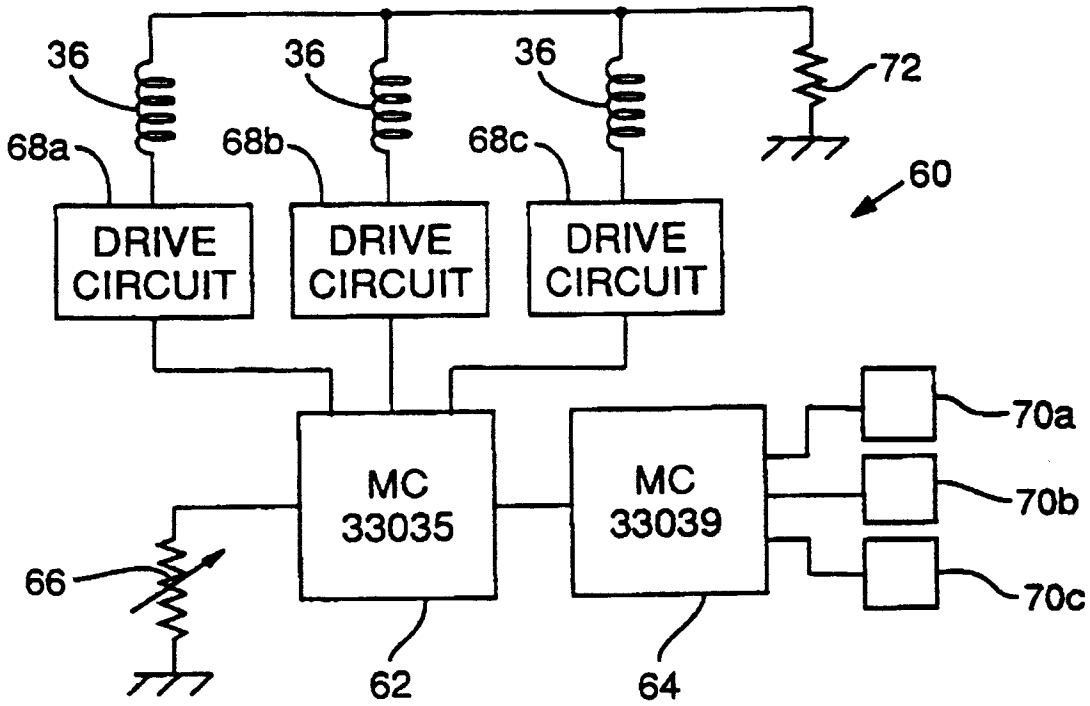 36
36
36
72
68a
68b
68c
60
DRIVE
CIRCUIT
DRIVE
CIRCUIT
DRIVE
CIRCUIT
70a
MC
33035
MC
33039
70b
66
70c
62
64